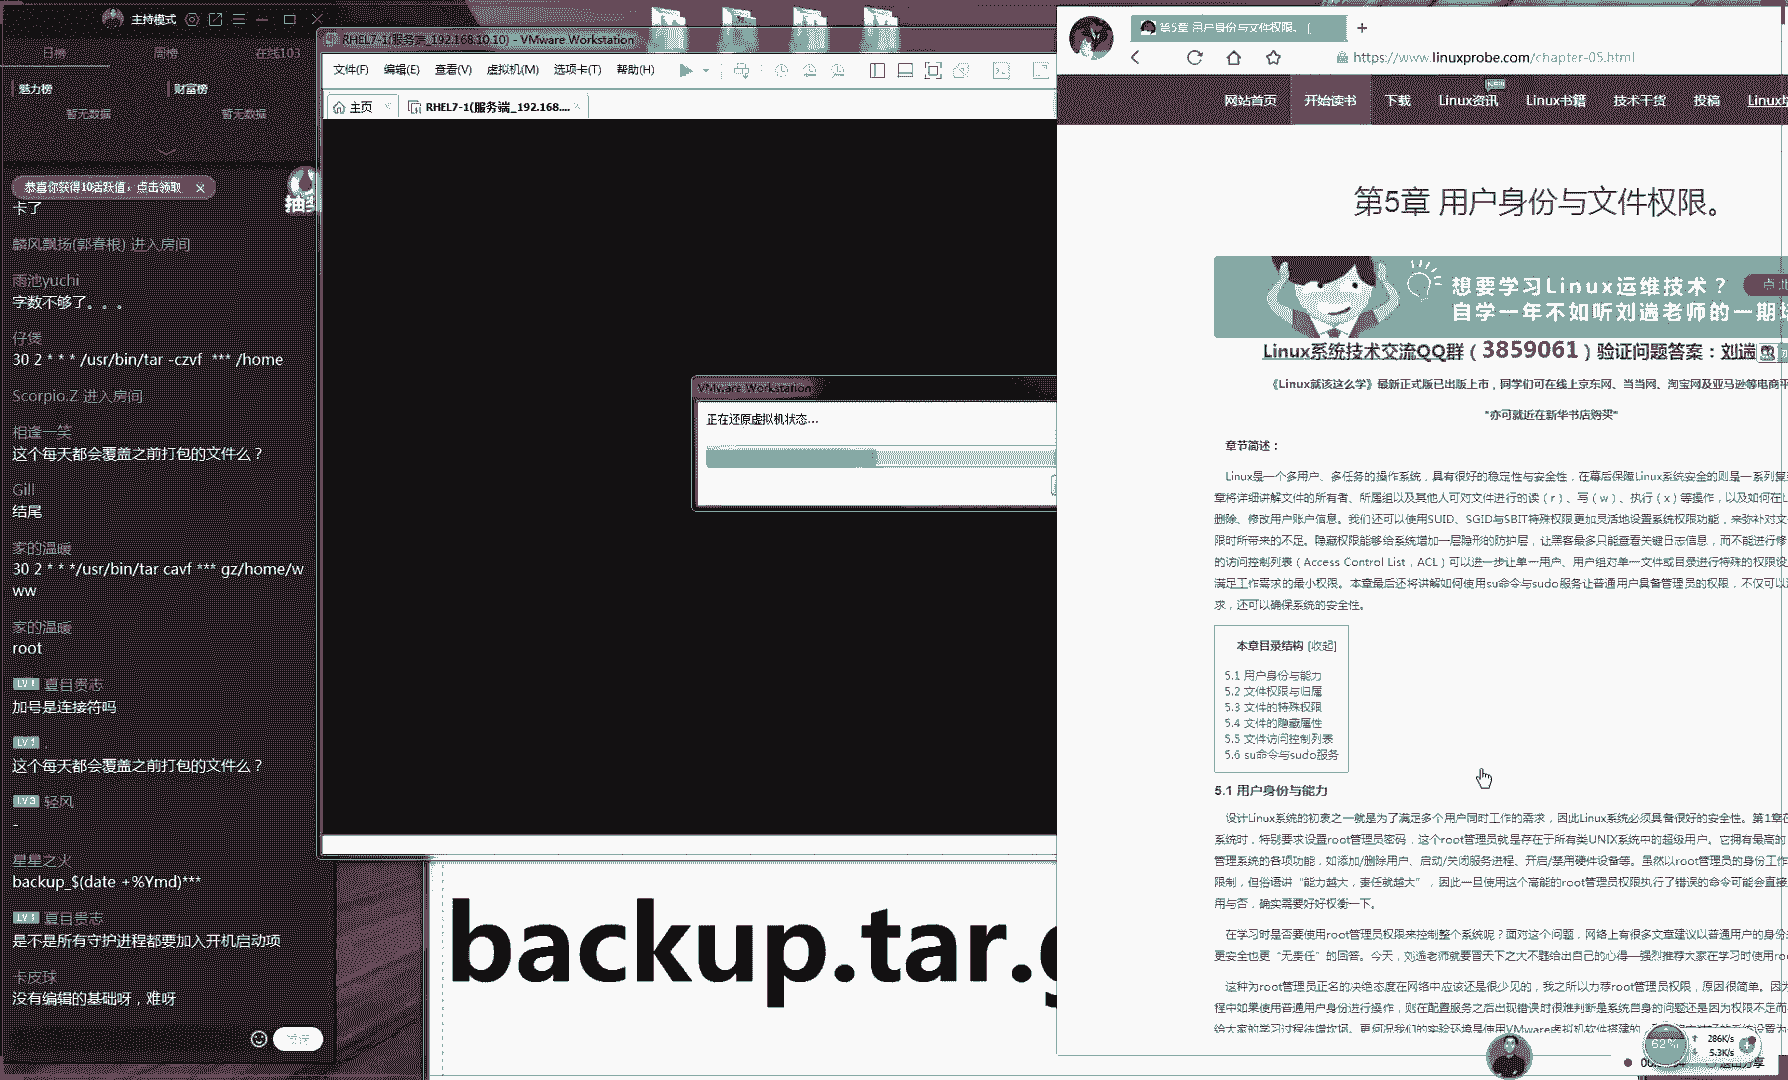 主持模式
日榜 周榜 在线103
魅力榜 财富榜
暂无数据 暂无数据
恭喜你获得10活跃值，点击领取 ×
卡了
麟风飘扬(郭春根) 进入房间
雨池yuchi
字数不够了。。。
仔煲
30 2 * * * /usr/bin/tar -czvf *** /home
Scorpio.Z 进入房间
相逢一笑
这个每天都会覆盖之前打包的文件么？
Gill
结尾
家的温暖
30 2 * * */usr/bin/tar cavf *** gz/home/w
ww
家的温暖
root
LV 1 夏目贵志
加号是连接符吗
LV 1 .
这个每天都会覆盖之前打包的文件么？
LV 3 轻风
-
星星之火
backup_$(date +%Ymd)***
LV 1 夏目贵志
是不是所有守护进程都要加入开机启动项
卡皮球
没有编辑的基础呀，难呀
发送
RHEL7-1(服务端_192.168.10.10) - VMware Workstation
文件(F) 编辑(E) 查看(V) 虚拟机(M) 选项卡(T) 帮助(H)
主页 × RHEL7-1(服务端_192.168.... ×
VMware Workstation
正在还原虚拟机状态...
backup.tar.g
第5章 用户身份与文件权限。 [
https://www.linuxprobe.com/chapter-05.html
网站首页 开始读书 下载 Linux资讯 NEW Linux书籍 技术干货 投稿
第5章 用户身份与文件权限。
想要学习Linux运维技术？
自学一年不如听刘遄老师的一期培
Linux系统技术交流QQ群（3859061）验证问题答案：刘遄
《Linux就该这么学》最新正式版已出版上市，同学们可在线上京东网、当当网、淘宝网及亚马逊等电商平
"亦可就近在新华书店购买"
章节简述：
Linux是一个多用户、多任务的操作系统，具有很好的稳定性与安全性，在幕后保障Linux系统安全的则是一系列复
章将详细讲解文件的所有者、所属组以及其他人可对文件进行的读（r）、写（w）、执行（x）等操作，以及如何在L
删除、修改用户账户信息。我们还可以使用SUID、SGID与SBIT特殊权限更加灵活地设置系统权限功能，来弥补对文
限时所带来的不足。隐藏权限能够给系统增加一层隐形的防护层，让黑客最多只能查看关键日志信息，而不能进行修
的访问控制列表（Access Control List，ACL）可以进一步让单一用户、用户组对单一文件或目录进行特殊的权限设
满足工作需求的最小权限。本章最后还将讲解如何使用su命令与sudo服务让普通用户具备管理员的权限，不仅可以
求，还可以确保系统的安全性。
本章目录结构 [收起]
5.1 用户身份与能力
5.2 文件权限与归属
5.3 文件的特殊权限
5.4 文件的隐藏属性
5.5 文件访问控制列表
5.6 su命令与sudo服务
5.1 用户身份与能力
设计Linux系统的初衷之一就是为了满足多个用户同时工作的需求，因此Linux系统必须具备很好的安全性。第1章在
系统时，特别要求设置root管理员密码，这个root管理员就是存在于所有类UNIX系统中的超级用户。它拥有最高的
管理系统的各项功能，如添加/删除用户、启动/关闭服务进程、开启/禁用硬件设备等。虽然以root管理员的身份工作
限制，但俗语讲“能力越大，责任就越大”，因此一旦使用这个高能的root管理员权限执行了错误的命令可能会直接
用与否，确实需要好好权衡一下。
在学习时是否要使用root管理员权限来控制整个系统呢？面对这个问题，网络上有很多文章建议以普通用户的身份
更安全也更“无责任”的回答。今天，刘遄老师就要冒天下之大不韪给出自己的心得—强烈推荐大家在学习时使用ro
这种为root管理员正名的决绝态度在网络中应该还是很少见的，我之所以力荐root管理员权限，原因很简单。因为
程中如果使用普通用户身份进行操作，则在配置服务之后出现错误时很难判断是系统自身的问题还是因为权限不足而
给大家的学习过程徒增坎坷。更何况我们的实验环境是使用VMware虚拟机软件搭建的，
62% 286K/s
5.3K/s